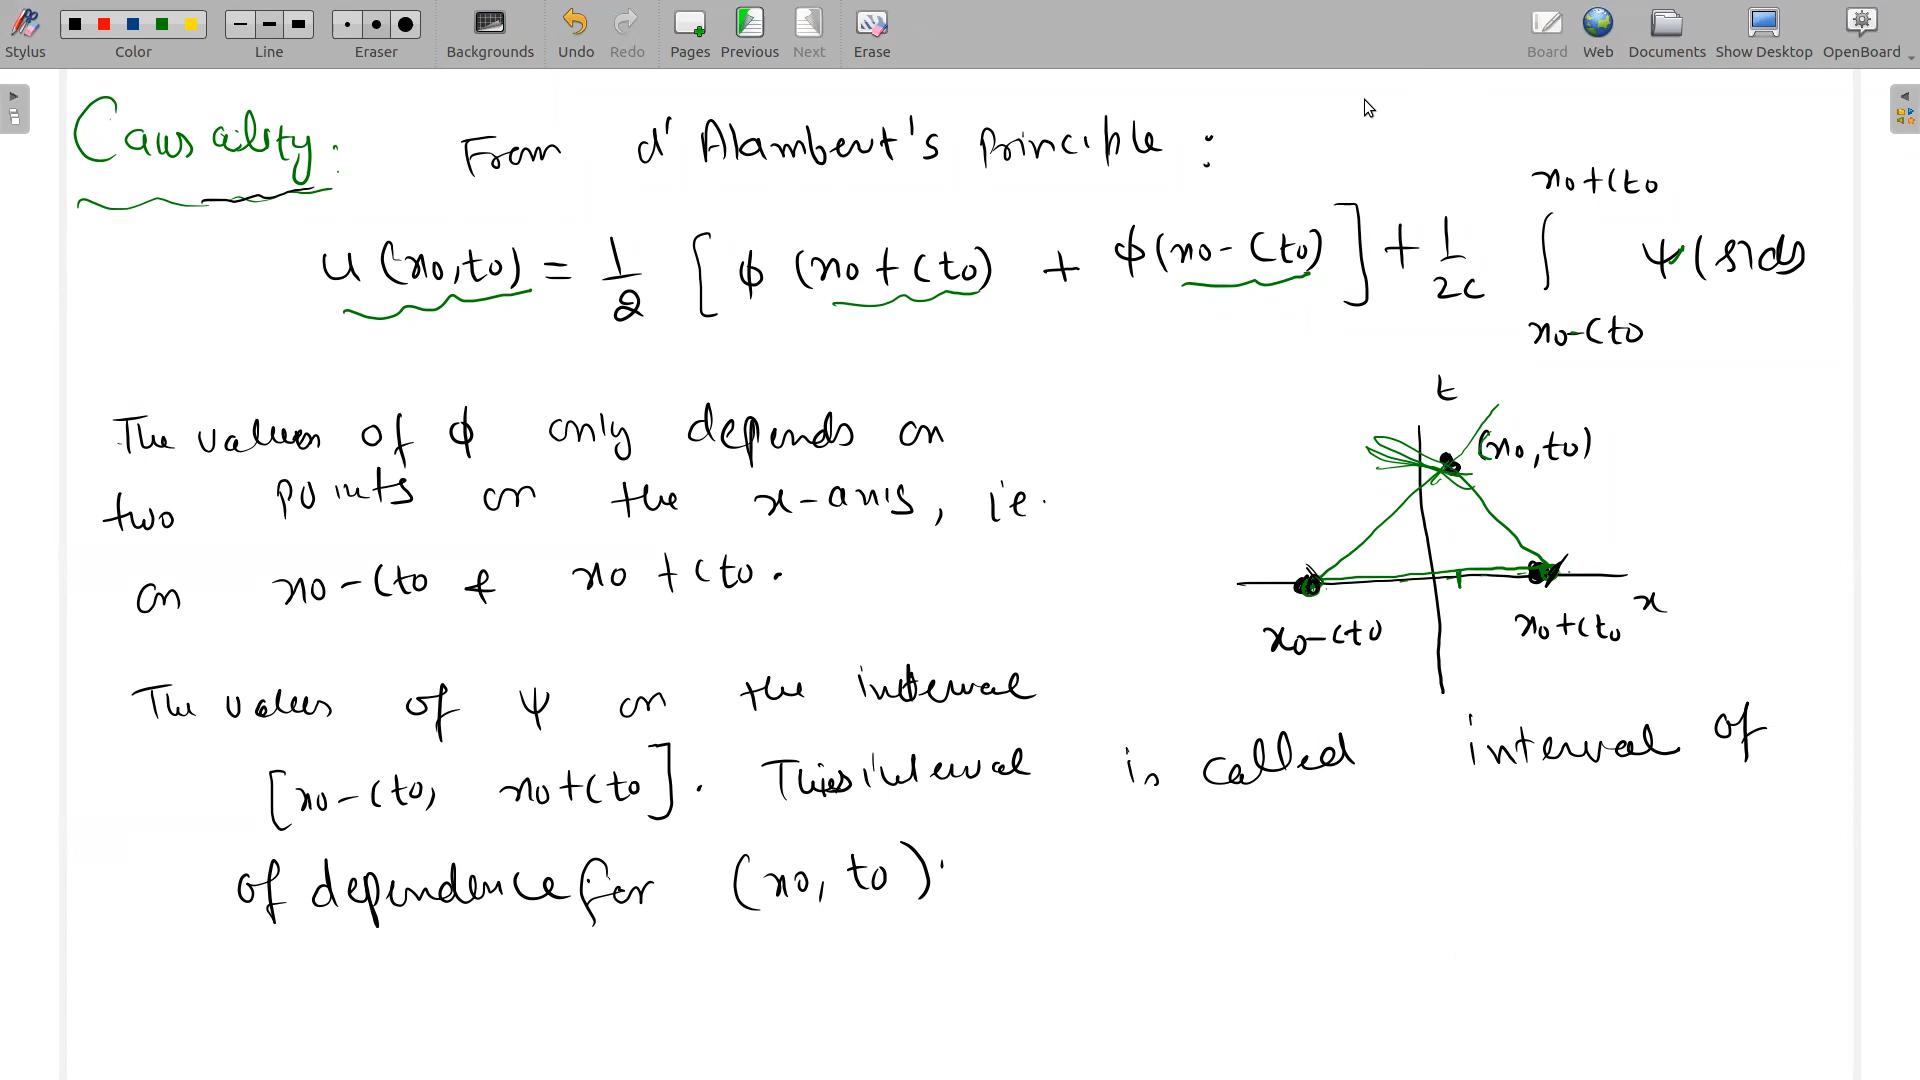 Stylus Color Line Eraser Backgrounds Undo Redo Pages Previous Next Erase Board Web Documents Show Desktop OpenBoard
Causality: From d'Alambert's Principle:
u(x0,t0) = 1/2 [ϕ(x0+ct0) + ϕ(x0-ct0)] + 1/2c ∫_{x0-ct0}^{x0+ct0} ψ(s)ds
t
The values of ϕ only depends on
(x0,t0)
two points on the x-axis, i.e.
on x0-ct0 & x0+ct0.
x
x0-ct0 x0+ct0
The values of ψ on the interval
[x0-ct0, x0+ct0]. This interval is called interval of
of dependence for (x0, t0).